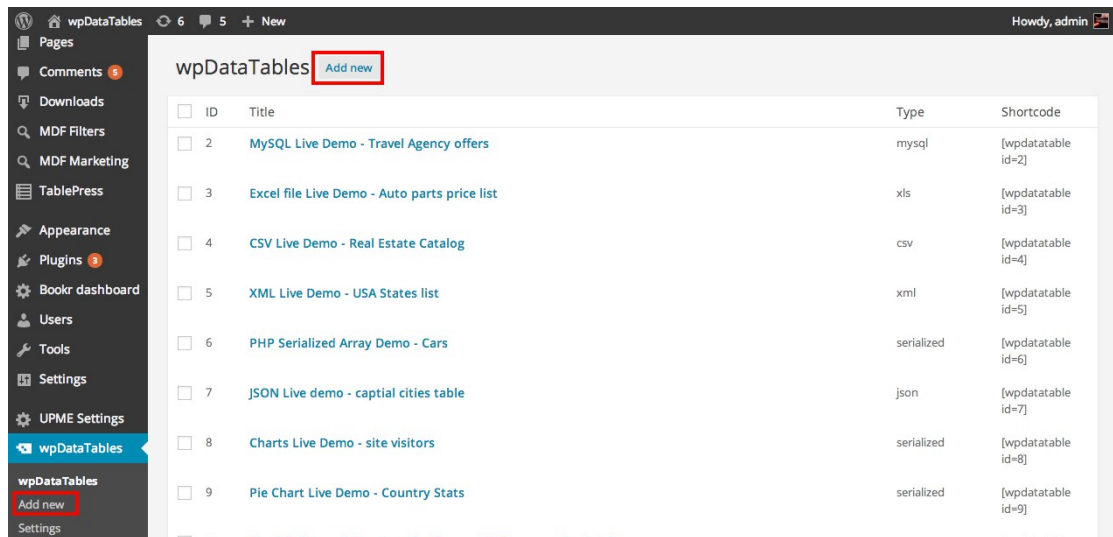 wpDataTables 6 5 + New Howdy, admin
Pages
Comments 5
Downloads
MDF Filters
MDF Marketing
TablePress
Appearance
Plugins 3
Bookr dashboard
Users
Tools
Settings
UPME Settings
wpDataTables
wpDataTables
Add new
Settings
wpDataTables Add new
ID Title Type Shortcode
2 MySQL Live Demo - Travel Agency offers mysql [wpdatatable
id=2]
3 Excel file Live Demo - Auto parts price list xls [wpdatatable
id=3]
4 CSV Live Demo - Real Estate Catalog csv [wpdatatable
id=4]
5 XML Live Demo - USA States list xml [wpdatatable
id=5]
6 PHP Serialized Array Demo - Cars serialized [wpdatatable
id=6]
7 JSON Live demo - captial cities table json [wpdatatable
id=7]
8 Charts Live Demo - site visitors serialized [wpdatatable
id=8]
9 Pie Chart Live Demo - Country Stats serialized [wpdatatable
id=9]